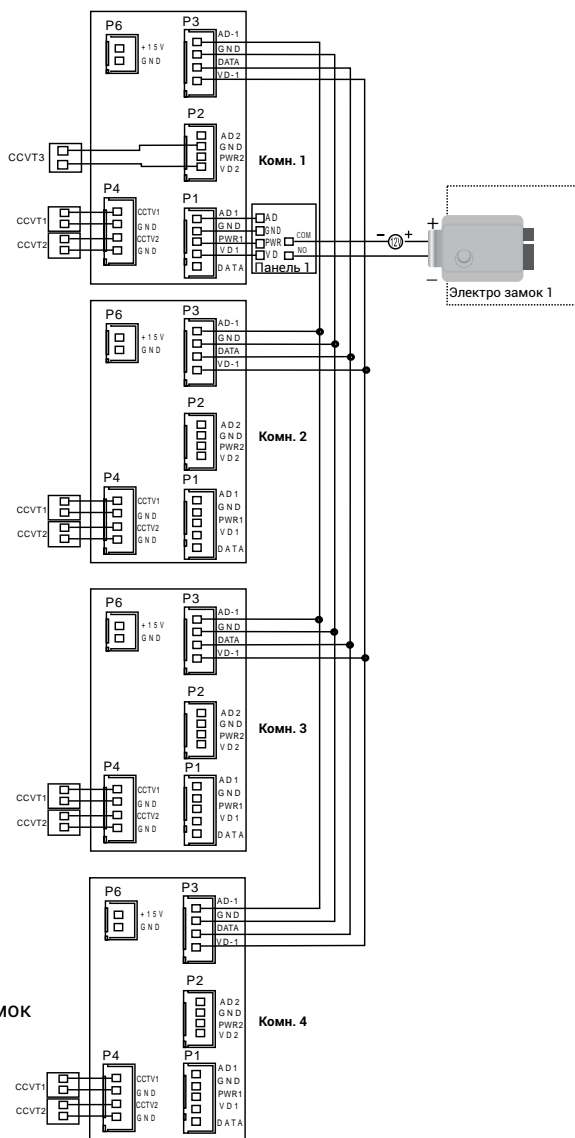 P6
+15V
GND
P3
AD-1
GND
DATA
VD-1
P2
AD2
GND
PWR2
VD2
Комн. 1
CCVT3
P4
CCTV1
GND
CCTV2
GND
CCVT1
CCVT2
P1
AD1
GND
PWR1
VD1
DATA
AD
GND
PWR
VD
COM
NO
Панель 1
− 12V +
+
−
Электро замок 1
P6
+15V
GND
P3
AD-1
GND
DATA
VD-1
P2
AD2
GND
PWR2
VD2
Комн. 2
P4
CCTV1
GND
CCTV2
GND
CCVT1
CCVT2
P1
AD1
GND
PWR1
VD1
DATA
P6
+15V
GND
P3
AD-1
GND
DATA
VD-1
P2
AD2
GND
PWR2
VD2
Комн. 3
P4
CCTV1
GND
CCTV2
GND
CCVT1
CCVT2
P1
AD1
GND
PWR1
VD1
DATA
P6
+15V
GND
P3
AD-1
GND
DATA
VD-1
P2
AD2
GND
PWR2
VD2
Комн. 4
мок
P4
CCTV1
GND
CCTV2
GND
CCVT1
CCVT2
P1
AD1
GND
PWR1
VD1
DATA